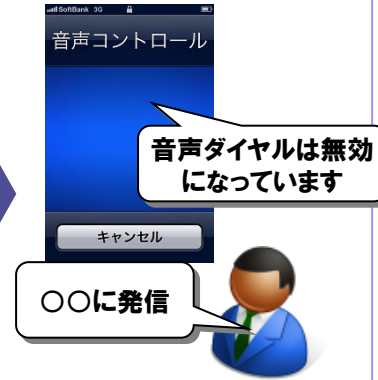 SoftBank 3G
音声コントロール
音声ダイヤルは無効
になっています
キャンセル
○○に発信